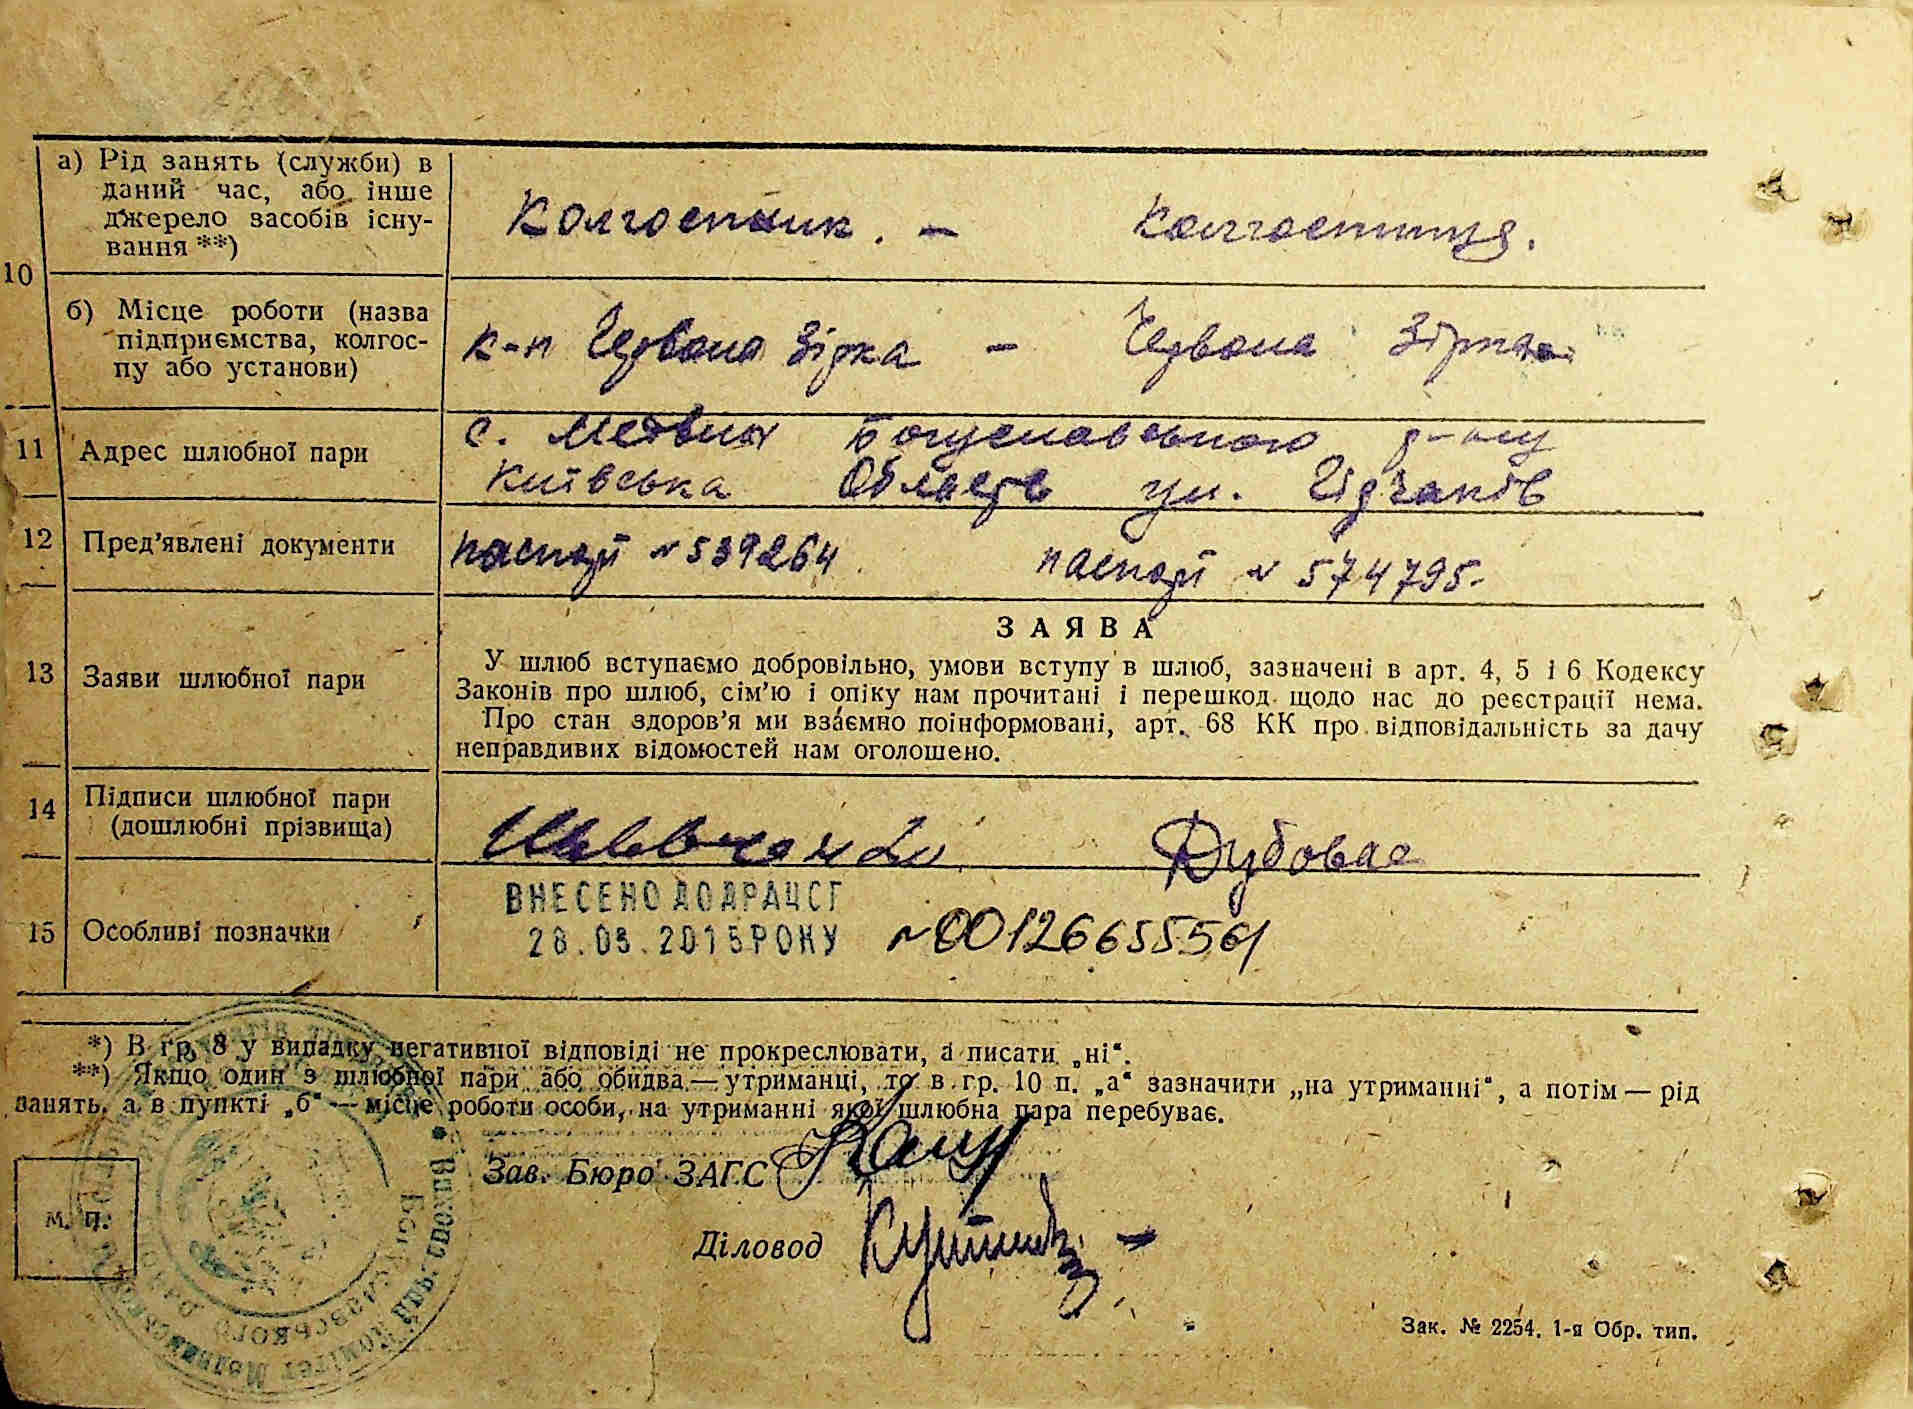 10
а) Рід занять (служби) в
даний час, або інше
джерело засобів існу-
вання **)
Колгоспник. — Колгоспниця.
б) Місце роботи (назва
підприємства, колгос-
пу або установи)
к-п Червона Зірка — Червона Зірка
11 Адрес шлюбної пари
с. Медвин Богуславського р-ну
Київська Область
12 Пред'явлені документи
паспорт № 539264 паспорт № 574795-
13 Заяви шлюбної пари
ЗАЯВА
У шлюб вступаємо добровільно, умови вступу в шлюб, зазначені в арт. 4, 5 і 6 Кодексу
Законів про шлюб, сім'ю і опіку нам прочитані і перешкод щодо нас до реєстрації нема.
Про стан здоров'я ми взаємно поінформовані, арт. 68 КК про відповідальність за дачу
неправдивих відомостей нам оголошено.
14 Підписи шлюбної пари
(дошлюбні прізвища)
Дубовая
15 Особливі позначки
ВНЕСЕНО ДО ДРАЦСГ
28.05.2015 РОКУ № 00126655561
*) В гр. 8 у випадку негативної відповіді не прокреслювати, а писати „ні“.
**) Якщо один з шлюбної пари або обидва — утриманці, то в гр. 10 п. „а“ зазначити „на утриманні“, а потім — рід
занять, а в пункті „б“ — місце роботи особи, на утриманні якої шлюбна пара перебуває.
Зав. Бюро ЗАГС
М. П.
Діловод
Зак. № 2254. 1-я Обр. тип.